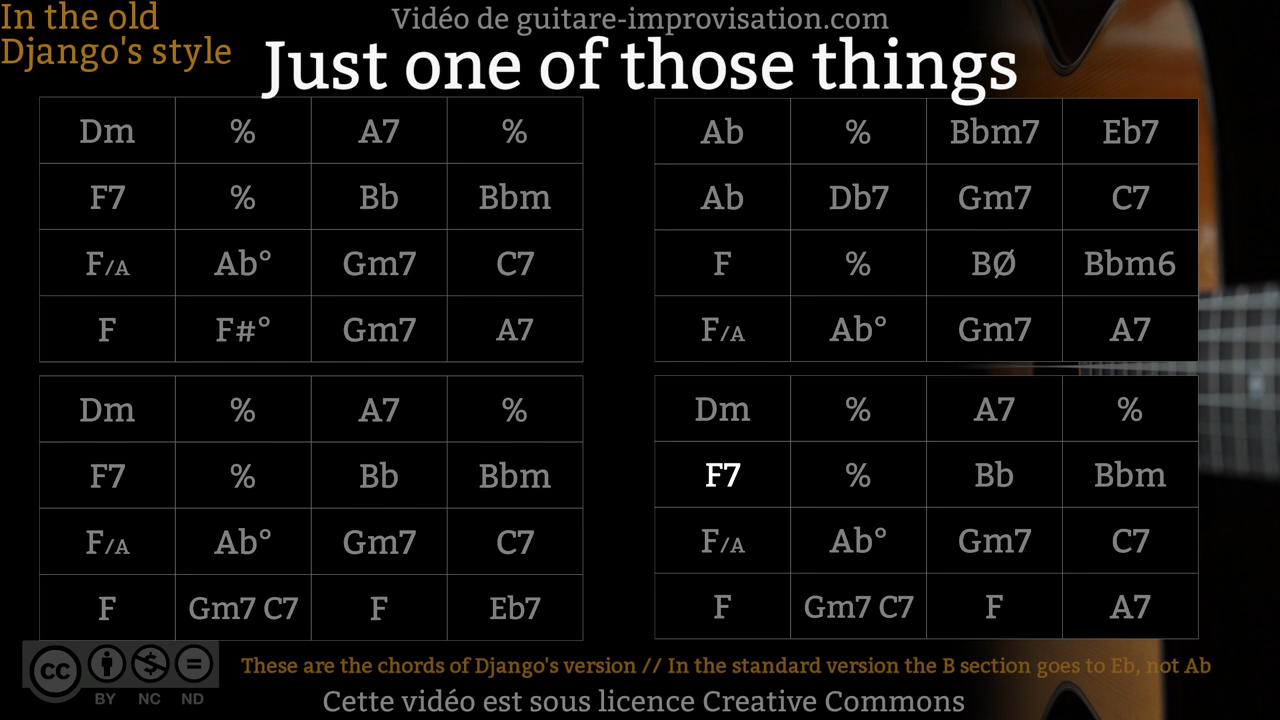 In the old
Django's style
Vidéo de guitare-improvisation.com
Just one of those things
Dm % A7 %
F7 % Bb Bbm
F/A Ab° Gm7 C7
F F#° Gm7 A7
Dm % A7 %
F7 % Bb Bbm
F/A Ab° Gm7 C7
F Gm7 C7 F Eb7
Ab % Bbm7 Eb7
Ab Db7 Gm7 C7
F % BØ Bbm6
F/A Ab° Gm7 A7
Dm % A7 %
F7 % Bb Bbm
F/A Ab° Gm7 C7
F Gm7 C7 F A7
cc BY NC ND
These are the chords of Django's version // In the standard version the B section goes to Eb, not Ab
Cette vidéo est sous licence Creative Commons